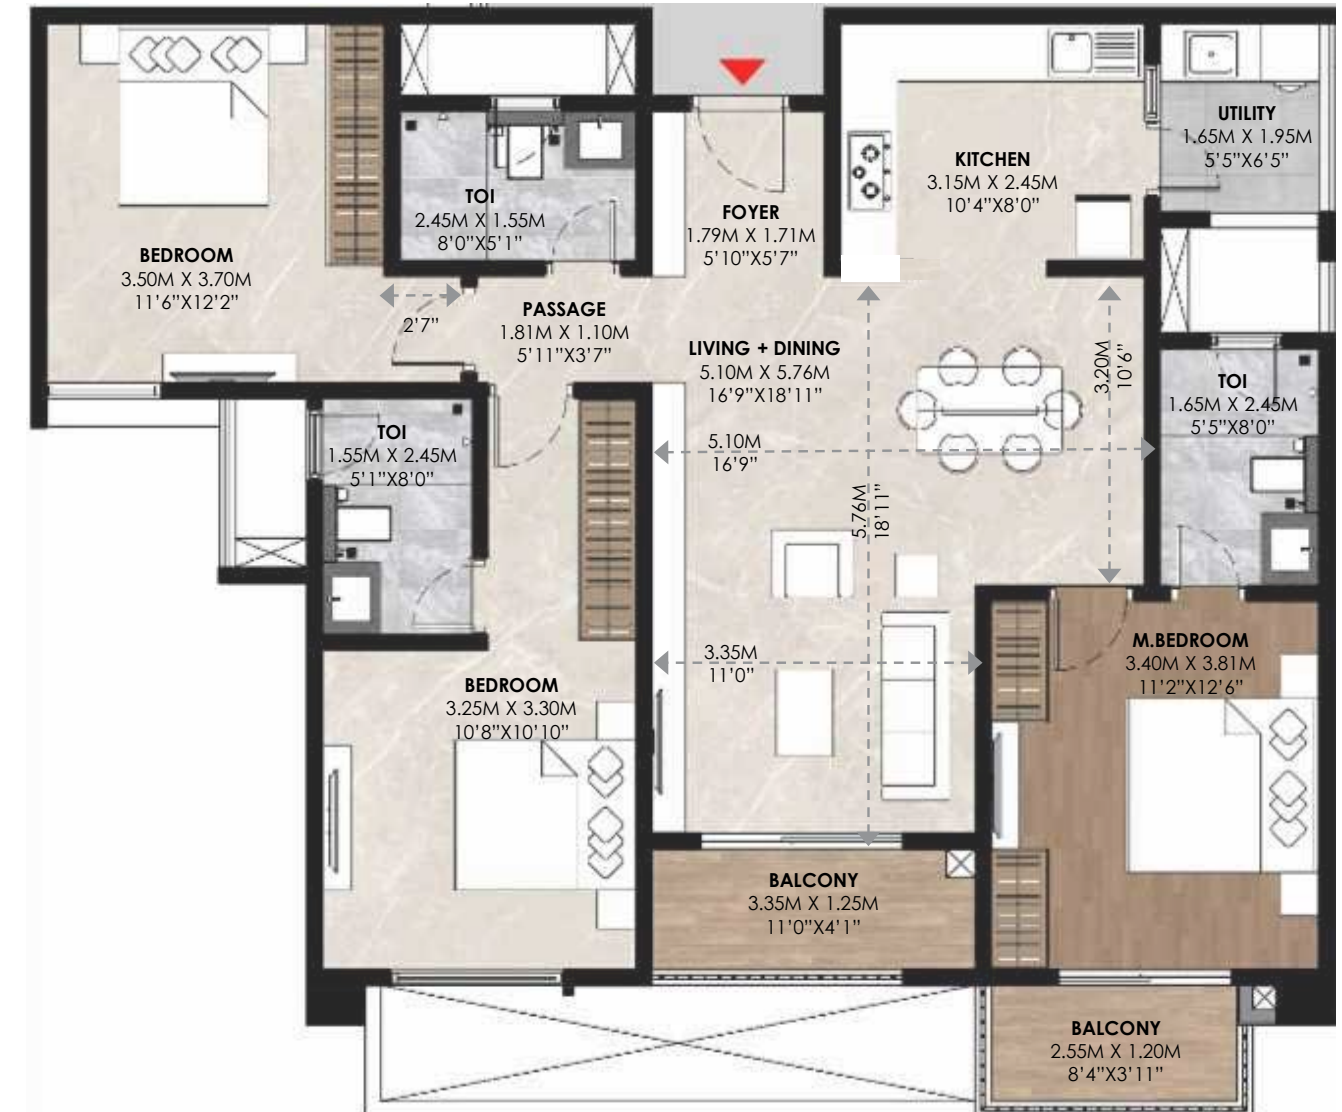 UTILITY
1.65M X 1.95M
5'5"X6'5"
KITCHEN
3.15M X 2.45M
10'4"X8'0"
TOI
2.45M X 1.55M
8'0"X5'1"
FOYER
1.79M X 1.71M
5'10"X5'7"
BEDROOM
3.50M X 3.70M
11'6"X12'2"
2'7"
PASSAGE
1.81M X 1.10M
5'11"X3'7"
LIVING + DINING
5.10M X 5.76M
16'9"X18'11"
3.20M
10'6"
TOI
1.65M X 2.45M
5'5"X8'0"
TOI
1.55M X 2.45M
5'1"X8'0"
5.10M
16'9"
5.76M
18'11"
3.35M
11'0"
M.BEDROOM
3.40M X 3.81M
11'2"X12'6"
BEDROOM
3.25M X 3.30M
10'8"X10'10"
BALCONY
3.35M X 1.25M
11'0"X4'1"
BALCONY
2.55M X 1.20M
8'4"X3'11"